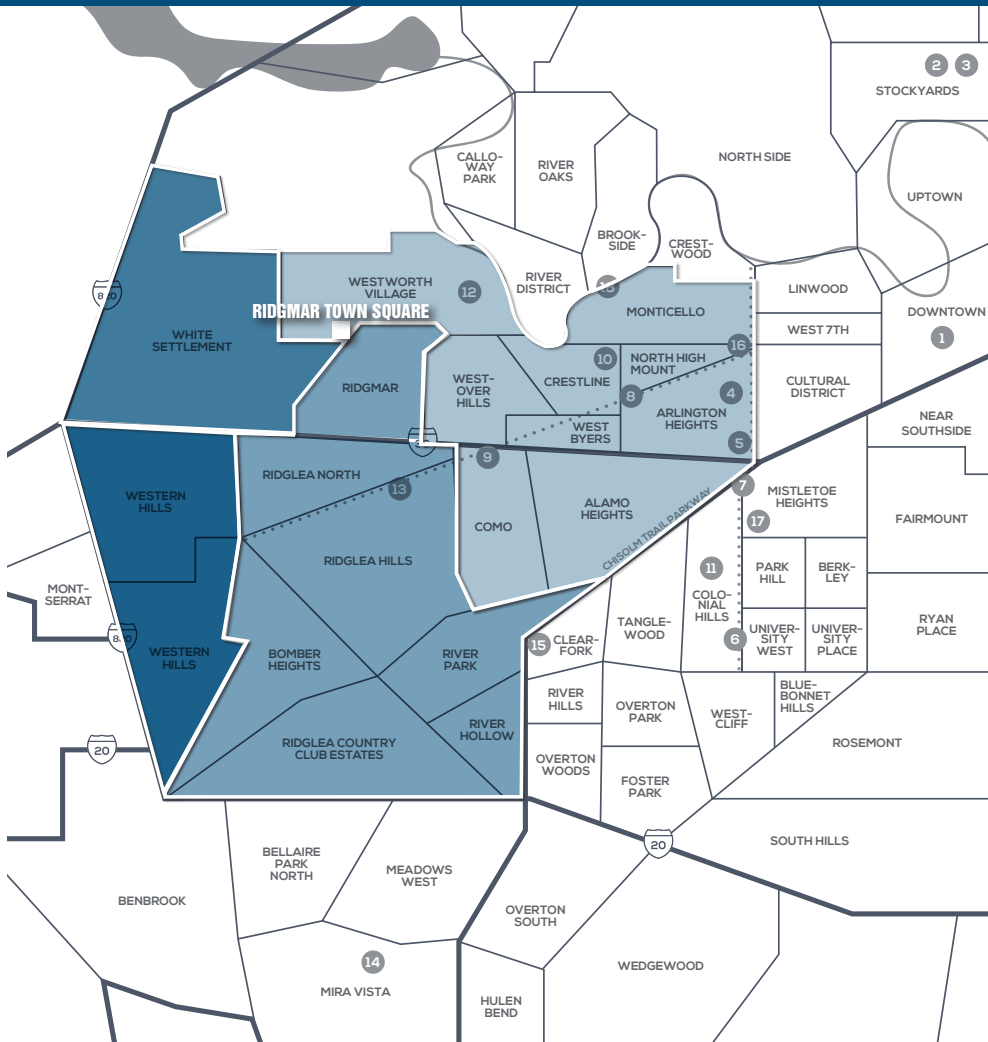 2
3
STOCKYARDS
NORTH SIDE
CALLO-
WAY
PARK
RIVER
OAKS
UPTOWN
BROOK-
SIDE
CREST-
WOOD
RIVER
DISTRICT
WESTWORTH
VILLAGE
12
LINWOOD
820
RIDGMAR TOWN SQUARE
MONTICELLO
DOWNTOWN
1
WEST 7TH
WHITE
SETTLEMENT
16
10
NORTH HIGH
MOUNT
RIDGMAR
WEST-
OVER
HILLS
CRESTLINE
CULTURAL
DISTRICT
8
4
ARLINGTON
HEIGHTS
WEST
BYERS
NEAR
SOUTHSIDE
30
5
9
RIDGLEA NORTH
13
7
MISTLETOE
HEIGHTS
17
WESTERN
HILLS
COMO
ALAMO
HEIGHTS
CHISOLM TRAIL PARKWAY
FAIRMOUNT
RIDGLEA HILLS
11
PARK
HILL
BERK-
LEY
MONT-
SERRAT
COLO-
NIAL
HILLS
820
TANGLE-
WOOD
RYAN
PLACE
15
CLEAR-
FORK
6
UNIVER-
SITY
WEST
UNIVER-
SITY
PLACE
WESTERN
HILLS
BOMBER
HEIGHTS
RIVER
PARK
RIVER
HILLS
OVERTON
PARK
WEST-
CLIFF
BLUE-
BONNET
HILLS
RIVER
HOLLOW
ROSEMONT
20
RIDGLEA COUNTRY
CLUB ESTATES
OVERTON
WOODS
FOSTER
PARK
20
SOUTH HILLS
BELLAIRE
PARK
NORTH
MEADOWS
WEST
BENBROOK
OVERTON
SOUTH
14
MIRA VISTA
WEDGEWOOD
HULEN
BEND